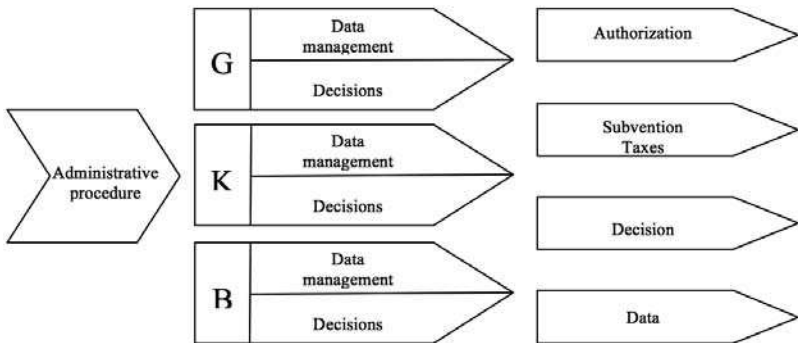 Administrative
procedure
G
Data
management
Decisions
K
Data
management
Decisions
B
Data
management
Decisions
Authorization
Subvention
Taxes
Decision
Data